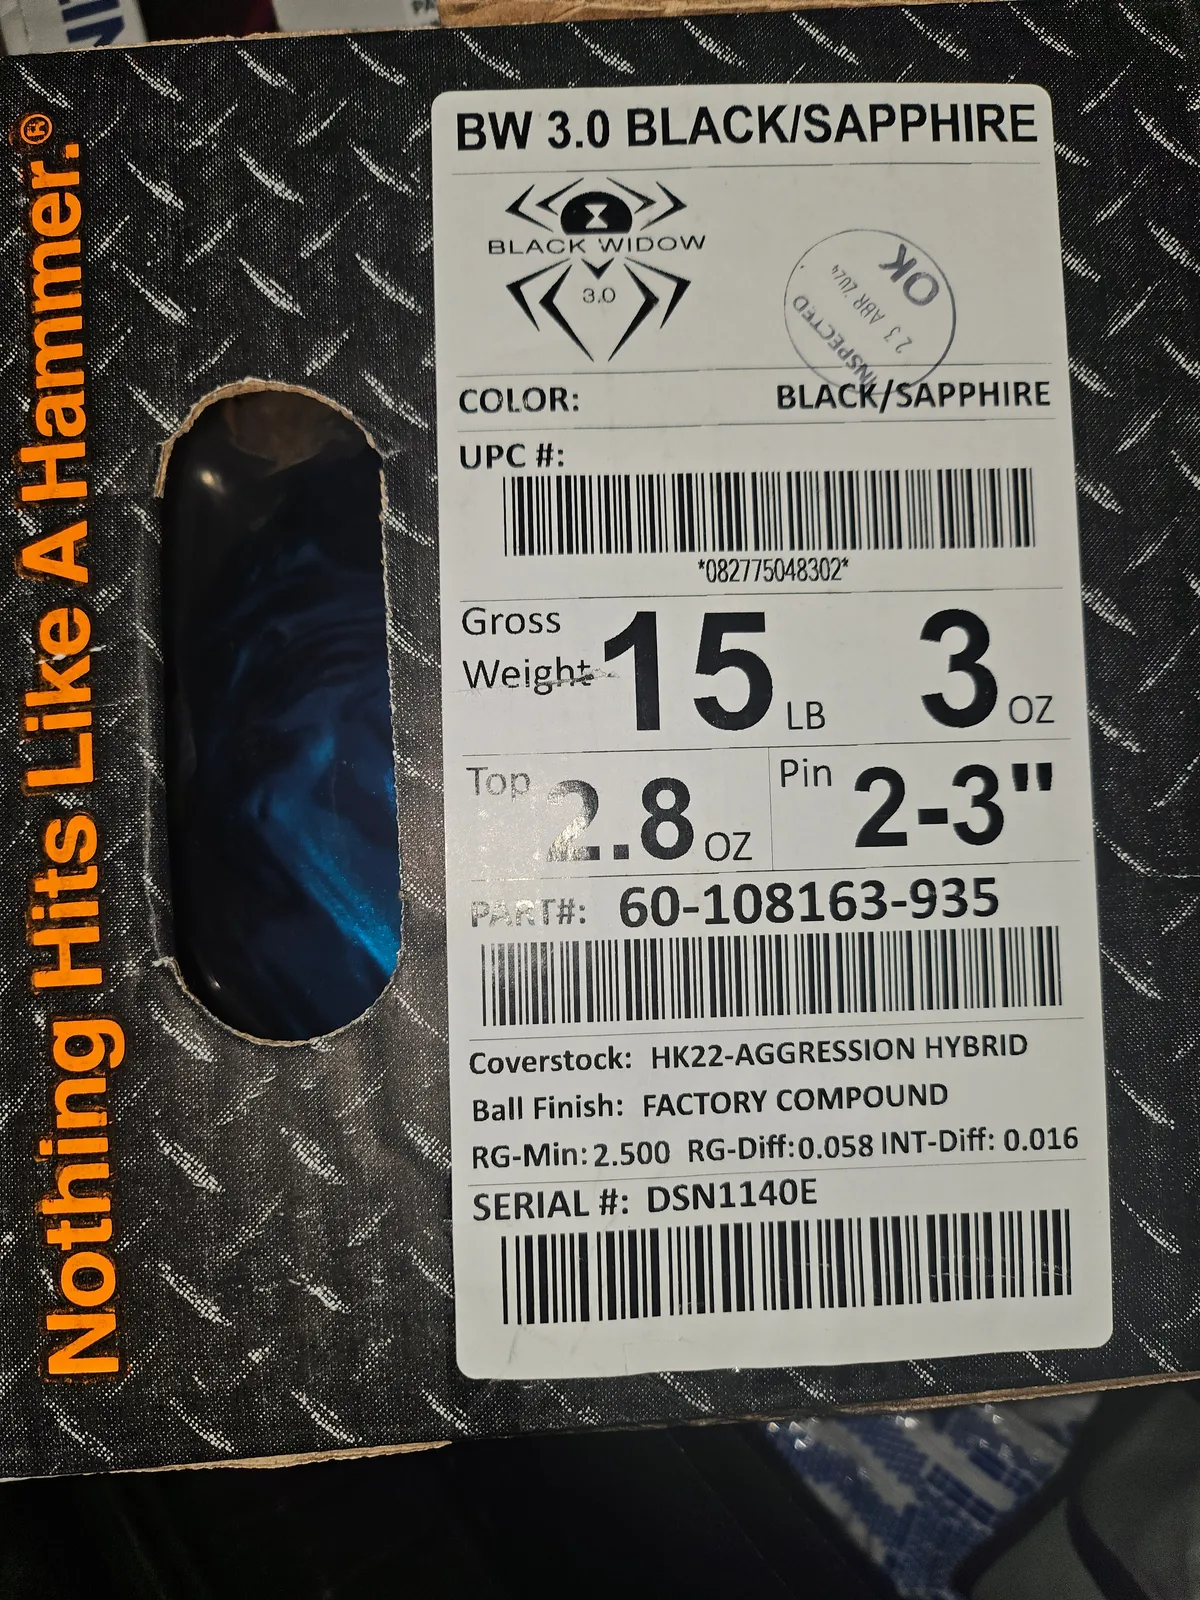 Nothing Hits Like A Hammer.®
BW 3.0 BLACK/SAPPHIRE
BLACK WIDOW
3.0
INSPECTED
23 ABR 2024
OK
COLOR: BLACK/SAPPHIRE
UPC #:
*082775048302*
Gross Weight 15 LB 3 OZ
Top 2.8 OZ Pin 2-3"
PART#: 60-108163-935
Coverstock: HK22-AGGRESSION HYBRID
Ball Finish: FACTORY COMPOUND
RG-Min: 2.500 RG-Diff: 0.058 INT-Diff: 0.016
SERIAL #: DSN1140E